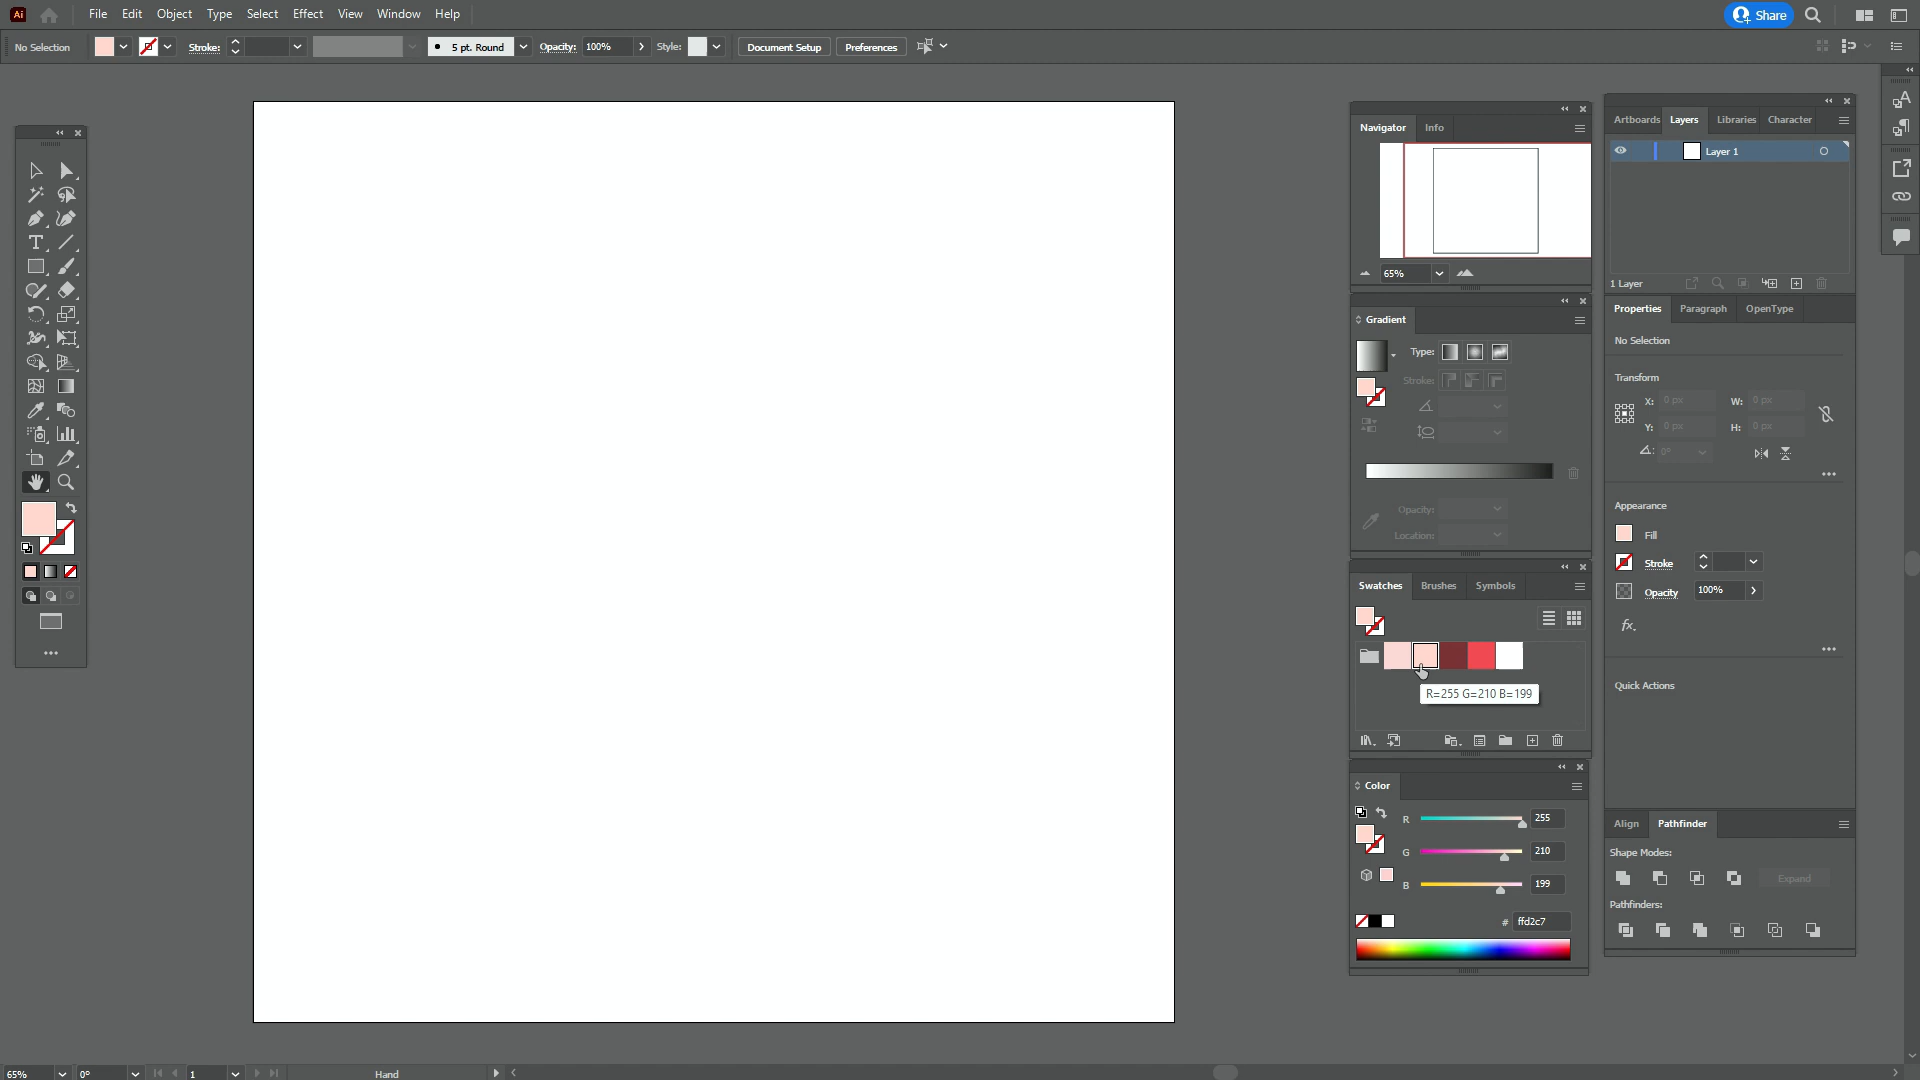 Ai File Edit Object Type Select Effect View Window Help Share
No Selection Stroke: 5 pt. Round Opacity: 100% Style: Document Setup Preferences
Navigator Info
65%
Gradient
Type:
Stroke:
Opacity:
Location:
Swatches Brushes Symbols
R=255 G=210 B=199
Color
R 255
G 210
B 199
# ffd2c7
Artboards Layers Libraries Character
Layer 1
1 Layer
Properties Paragraph OpenType
No Selection
Transform
X: 0 px W: 0 px
Y: 0 px H: 0 px
0°
Appearance
Fill
Stroke
Opacity 100%
fx.
Quick Actions
Align Pathfinder
Shape Modes:
Expand
Pathfinders:
65% 0° 1 Hand